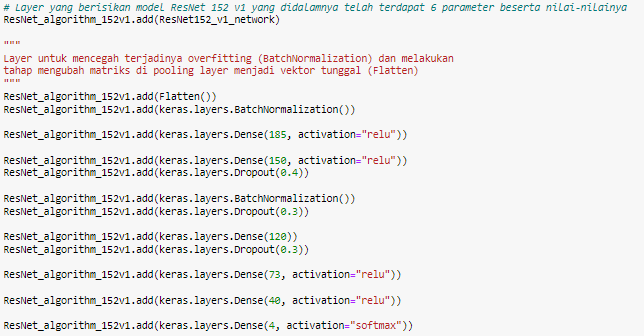 # Layer yang berisikan model ResNet 152 v1 yang didalamnya telah terdapat 6 parameter beserta nilai-nilainya
ResNet_algorithm_152v1.add(ResNet152_v1_network)
"""
Layer untuk mencegah terjadinya overfitting (BatchNormalization) dan melakukan
tahap mengubah matriks di pooling layer menjadi vektor tunggal (Flatten)
"""
ResNet_algorithm_152v1.add(Flatten())
ResNet_algorithm_152v1.add(keras.layers.BatchNormalization())
ResNet_algorithm_152v1.add(keras.layers.Dense(185, activation="relu"))
ResNet_algorithm_152v1.add(keras.layers.Dense(150, activation="relu"))
ResNet_algorithm_152v1.add(keras.layers.Dropout(0.4))
ResNet_algorithm_152v1.add(keras.layers.BatchNormalization())
ResNet_algorithm_152v1.add(keras.layers.Dropout(0.3))
ResNet_algorithm_152v1.add(keras.layers.Dense(120))
ResNet_algorithm_152v1.add(keras.layers.Dropout(0.3))
ResNet_algorithm_152v1.add(keras.layers.Dense(73, activation="relu"))
ResNet_algorithm_152v1.add(keras.layers.Dense(40, activation="relu"))
ResNet_algorithm_152v1.add(keras.layers.Dense(4, activation="softmax"))